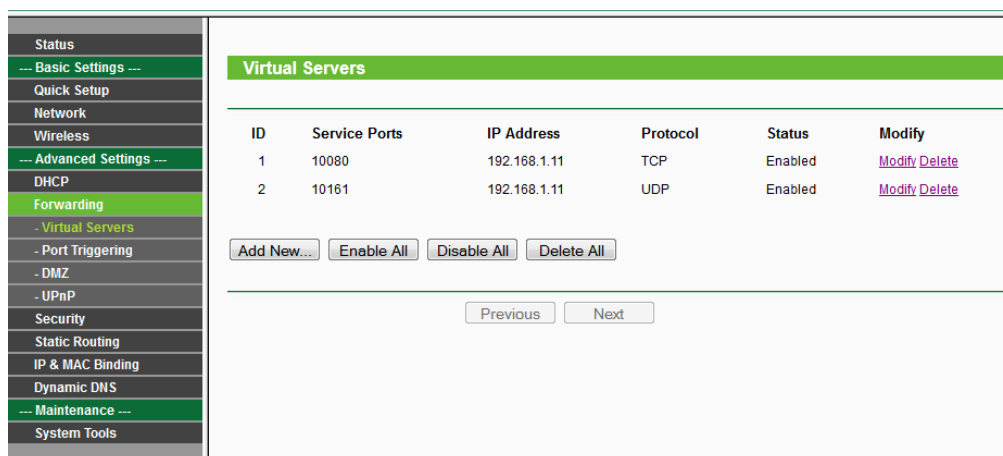 Status
--- Basic Settings ---
Quick Setup
Network
Wireless
--- Advanced Settings ---
DHCP
Forwarding
- Virtual Servers
- Port Triggering
- DMZ
- UPnP
Security
Static Routing
IP & MAC Binding
Dynamic DNS
--- Maintenance ---
System Tools
Virtual Servers
ID Service Ports IP Address Protocol Status Modify
1 10080 192.168.1.11 TCP Enabled Modify Delete
2 10161 192.168.1.11 UDP Enabled Modify Delete
Add New... Enable All Disable All Delete All
Previous Next